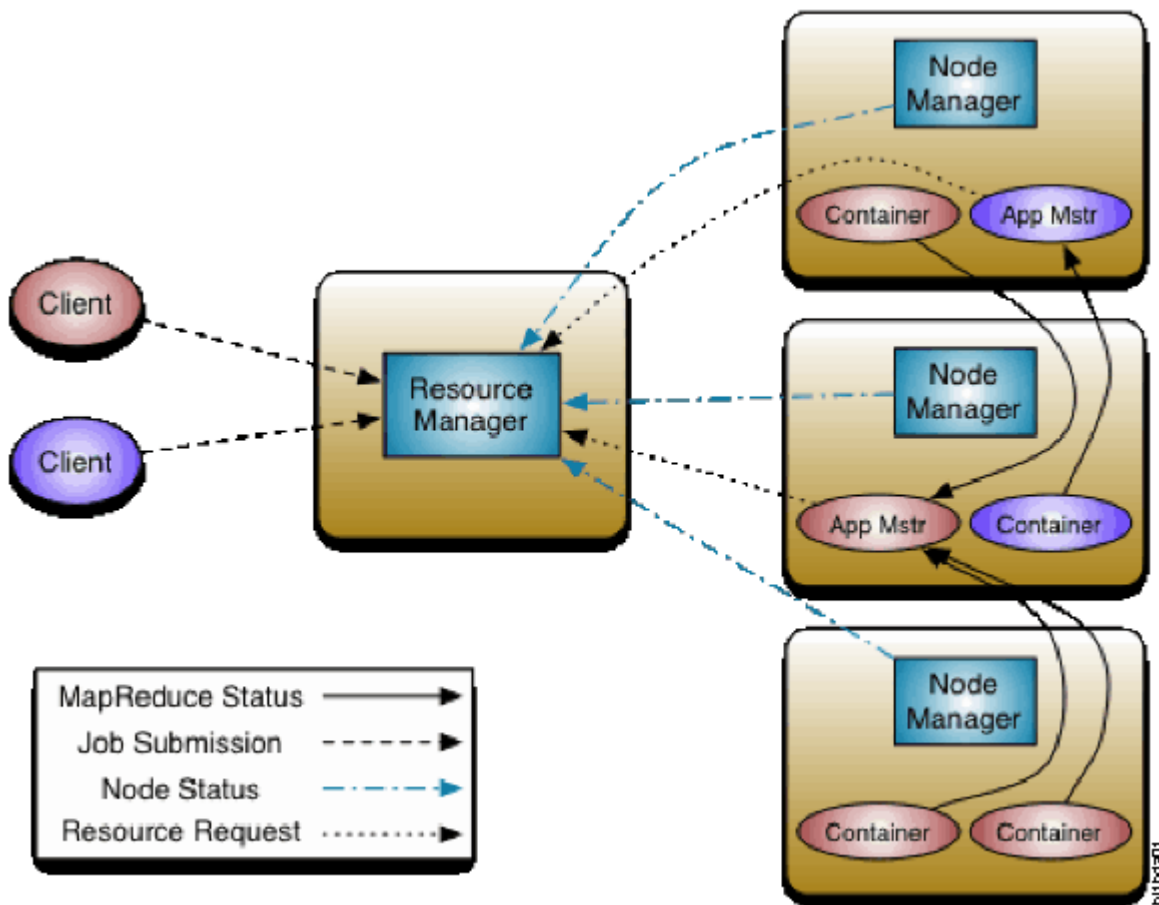 Node
Manager
Container
App Mstr
Client
Client
Resource
Manager
Node
Manager
App Mstr
Container
Node
Manager
Container
Container
MapReduce Status
Job Submission
Node Status
Resource Request